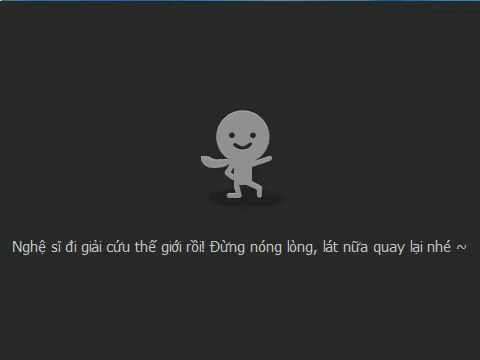 Nghệ sĩ đi giải cứu thế giới rồi! Đừng nóng lòng, lát nữa quay lại nhé ~